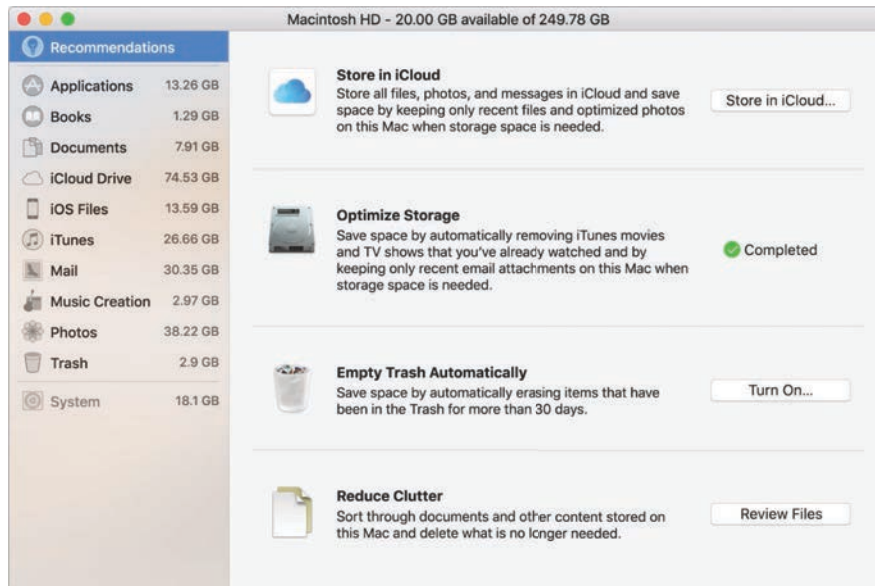 Macintosh HD - 20.00 GB available of 249.78 GB
Recommendations
Applications 13.26 GB
Books 1.29 GB
Documents 7.91 GB
iCloud Drive 74.53 GB
iOS Files 13.59 GB
iTunes 26.66 GB
Mail 30.35 GB
Music Creation 2.97 GB
Photos 38.22 GB
Trash 2.9 GB
System 18.1 GB
Store in iCloud
Store all files, photos, and messages in iCloud and save
space by keeping only recent files and optimized photos
on this Mac when storage space is needed.
Store in iCloud...
Optimize Storage
Save space by automatically removing iTunes movies
and TV shows that you've already watched and by
keeping only recent email attachments on this Mac when
storage space is needed.
Completed
Empty Trash Automatically
Save space by automatically erasing items that have
been in the Trash for more than 30 days.
Turn On...
Reduce Clutter
Sort through documents and other content stored on
this Mac and delete what is no longer needed.
Review Files